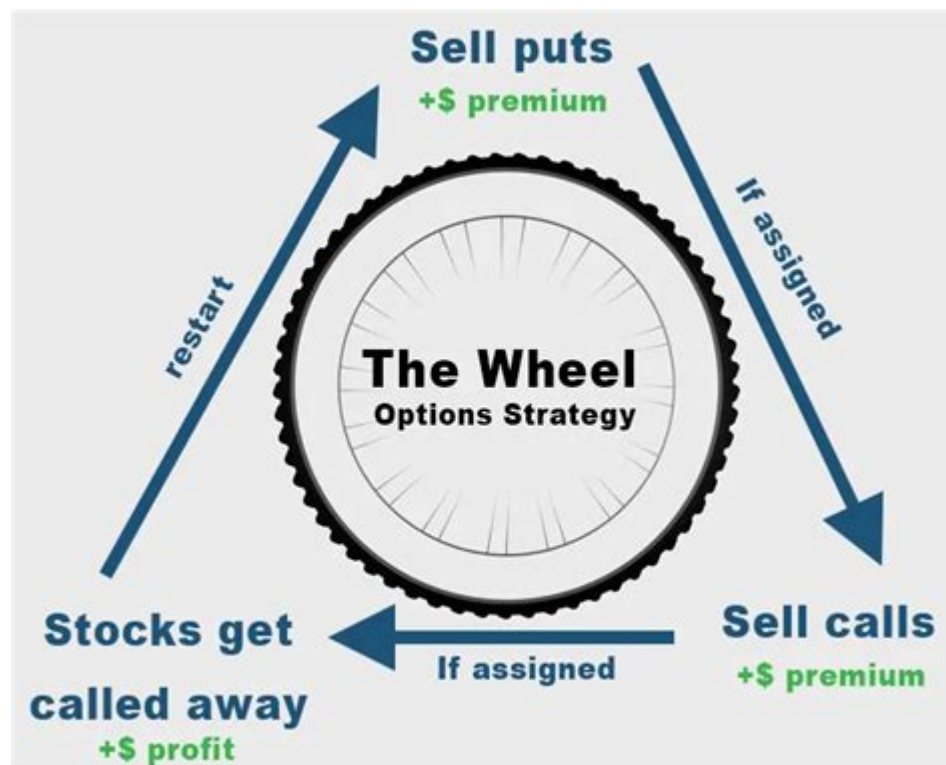 Sell puts
+$ premium
If assigned
restart
The Wheel
Options Strategy
Sell calls
+$ premium
If assigned
Stocks get
called away
+$ profit